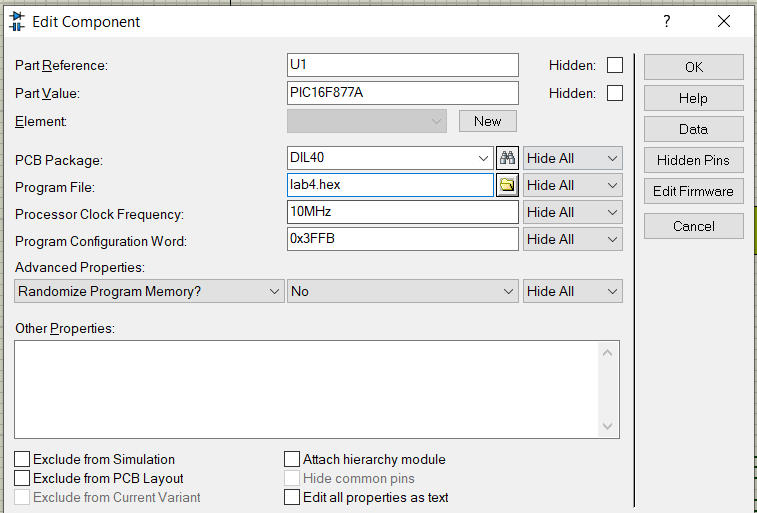 Edit Component
?
Part Reference: U1 Hidden: OK
Part Value: PIC16F877A Hidden: Help
Element: New Data
PCB Package: DIL40 Hide All Hidden Pins
Program File: lab4.hex Hide All Edit Firmware
Processor Clock Frequency: 10MHz Hide All Cancel
Program Configuration Word: 0x3FFB Hide All
Advanced Properties:
Randomize Program Memory? No Hide All
Other Properties:
Exclude from Simulation Attach hierarchy module
Exclude from PCB Layout Hide common pins
Exclude from Current Variant Edit all properties as text